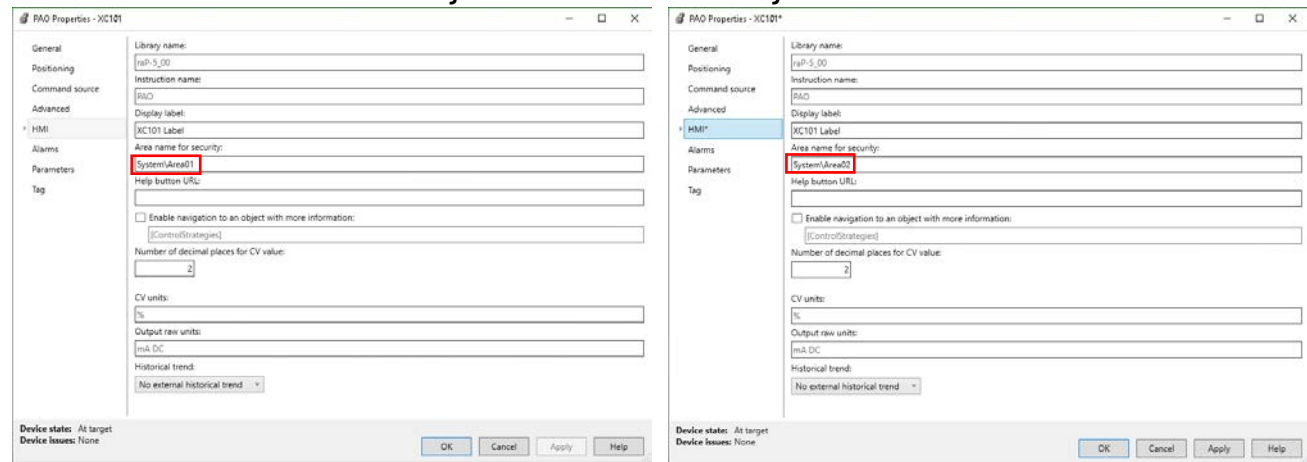 PAO Properties - XC101
General
Positioning
Command source
Advanced
HMI
Alarms
Parameters
Tag
Library name:
raP-5_00
Instruction name:
PAO
Display label:
XC101 Label
Area name for security:
System\Area01
Help button URL:
Enable navigation to an object with more information:
[ControlStrategies]
Number of decimal places for CV value:
2
CV units:
%
Output raw units:
mA DC
Historical trend:
No external historical trend
Device state: At target
Device issues: None
OK Cancel Apply Help
PAO Properties - XC101*
General
Positioning
Command source
Advanced
HMI*
Alarms
Parameters
Tag
Library name:
raP-5_00
Instruction name:
PAO
Display label:
XC101 Label
Area name for security:
System\Area02
Help button URL:
Enable navigation to an object with more information:
[ControlStrategies]
Number of decimal places for CV value:
2
CV units:
%
Output raw units:
mA DC
Historical trend:
No external historical trend
Device state: At target
Device issues: None
OK Cancel Apply Help